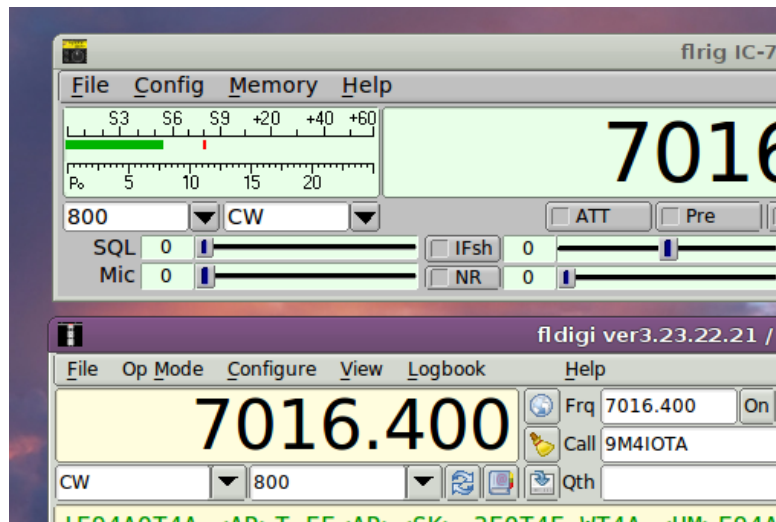 flrig IC-7
File Config Memory Help
S3 S6 S9 +20 +40 +60
7016
Po 5 10 15 20
800 CW ATT Pre
SQL 0 IFsh 0
Mic 0 NR 0
fldigi ver3.23.22.21 /
File Op Mode Configure View Logbook Help
7016.400 Frq 7016.400 On
Call 9M4IOTA
CW 800 Qth